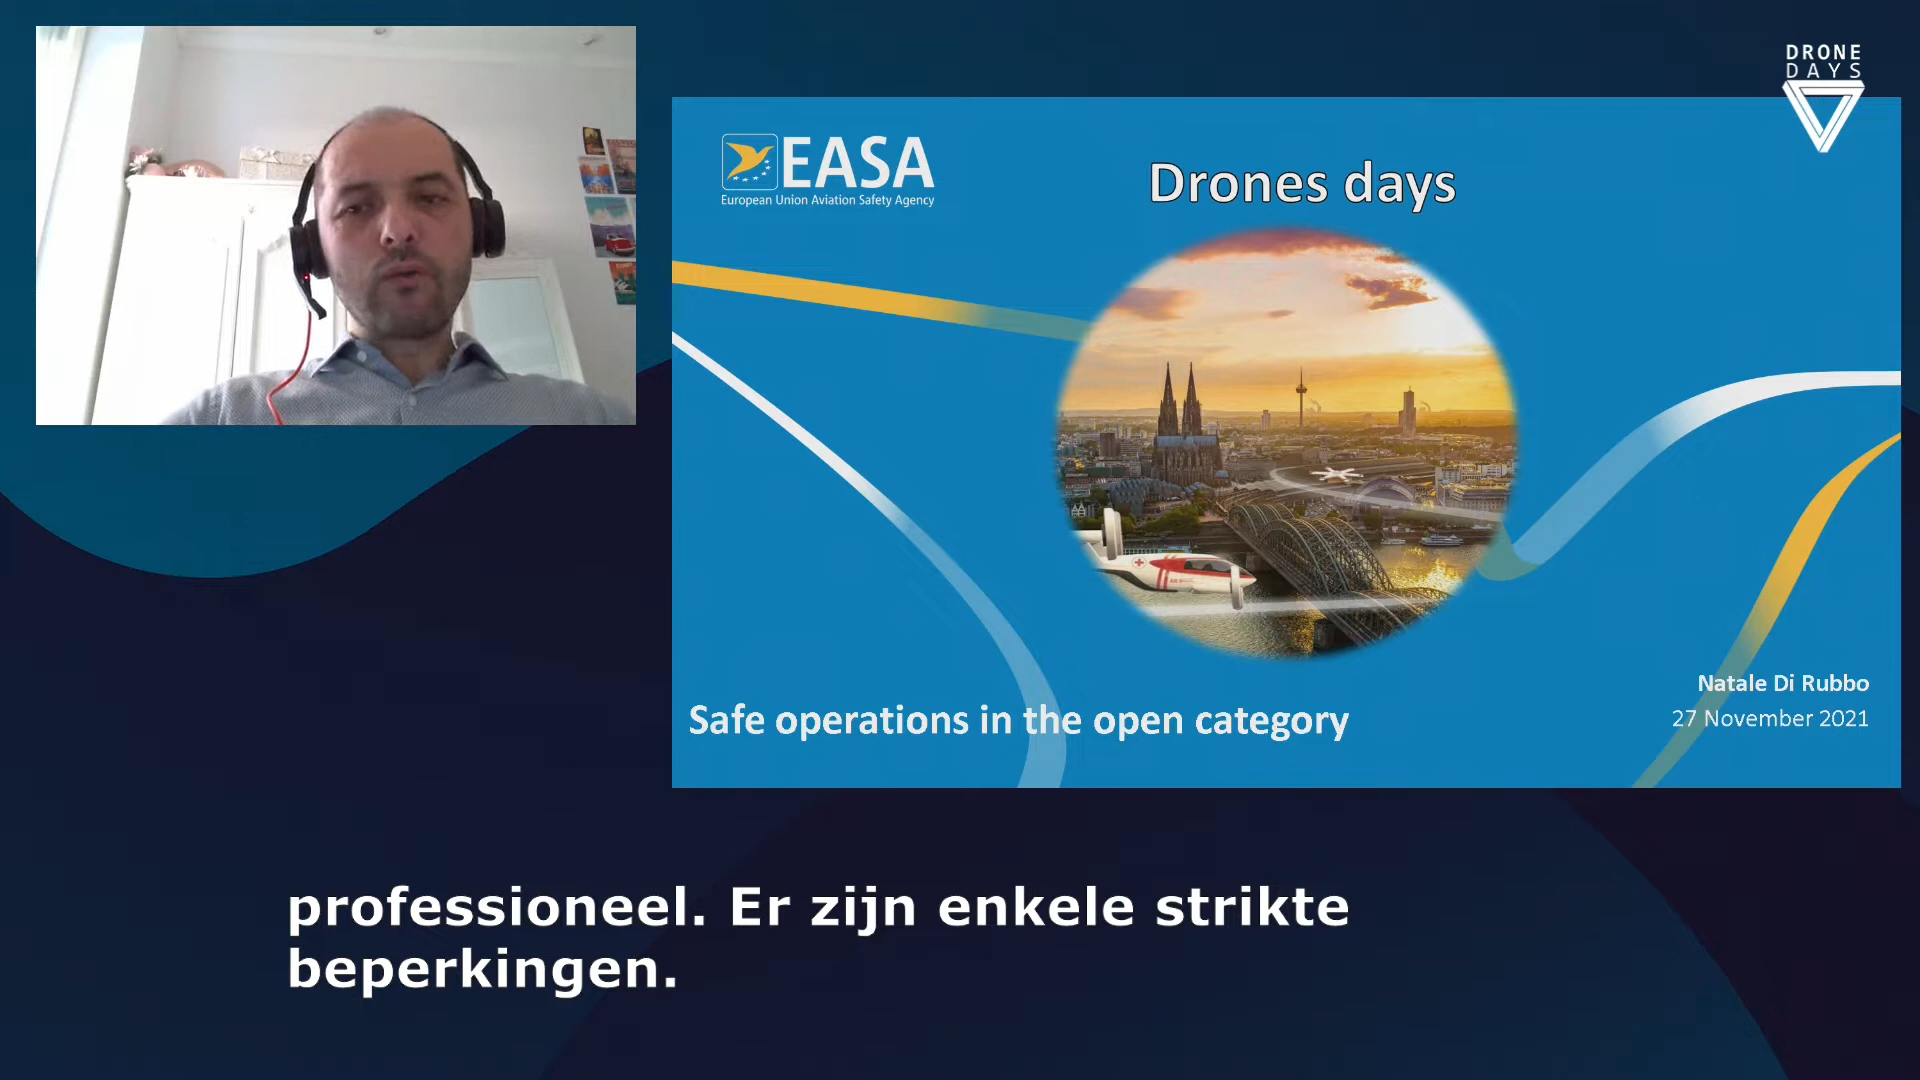 DRONE
DAYS
EASA
European Union Aviation Safety Agency
Drones days
Safe operations in the open category
Natale Di Rubbo
27 November 2021
professioneel. Er zijn enkele strikte
beperkingen.